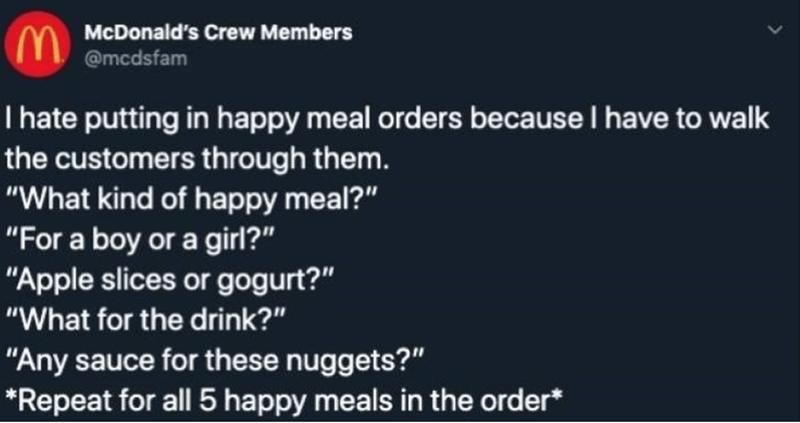 McDonald's Crew Members
@mcdsfam
I hate putting in happy meal orders because I have to walk
the customers through them.
"What kind of happy meal?"
"For a boy or a girl?"
"Apple slices or gogurt?"
"What for the drink?"
"Any sauce for these nuggets?"
*Repeat for all 5 happy meals in the order*